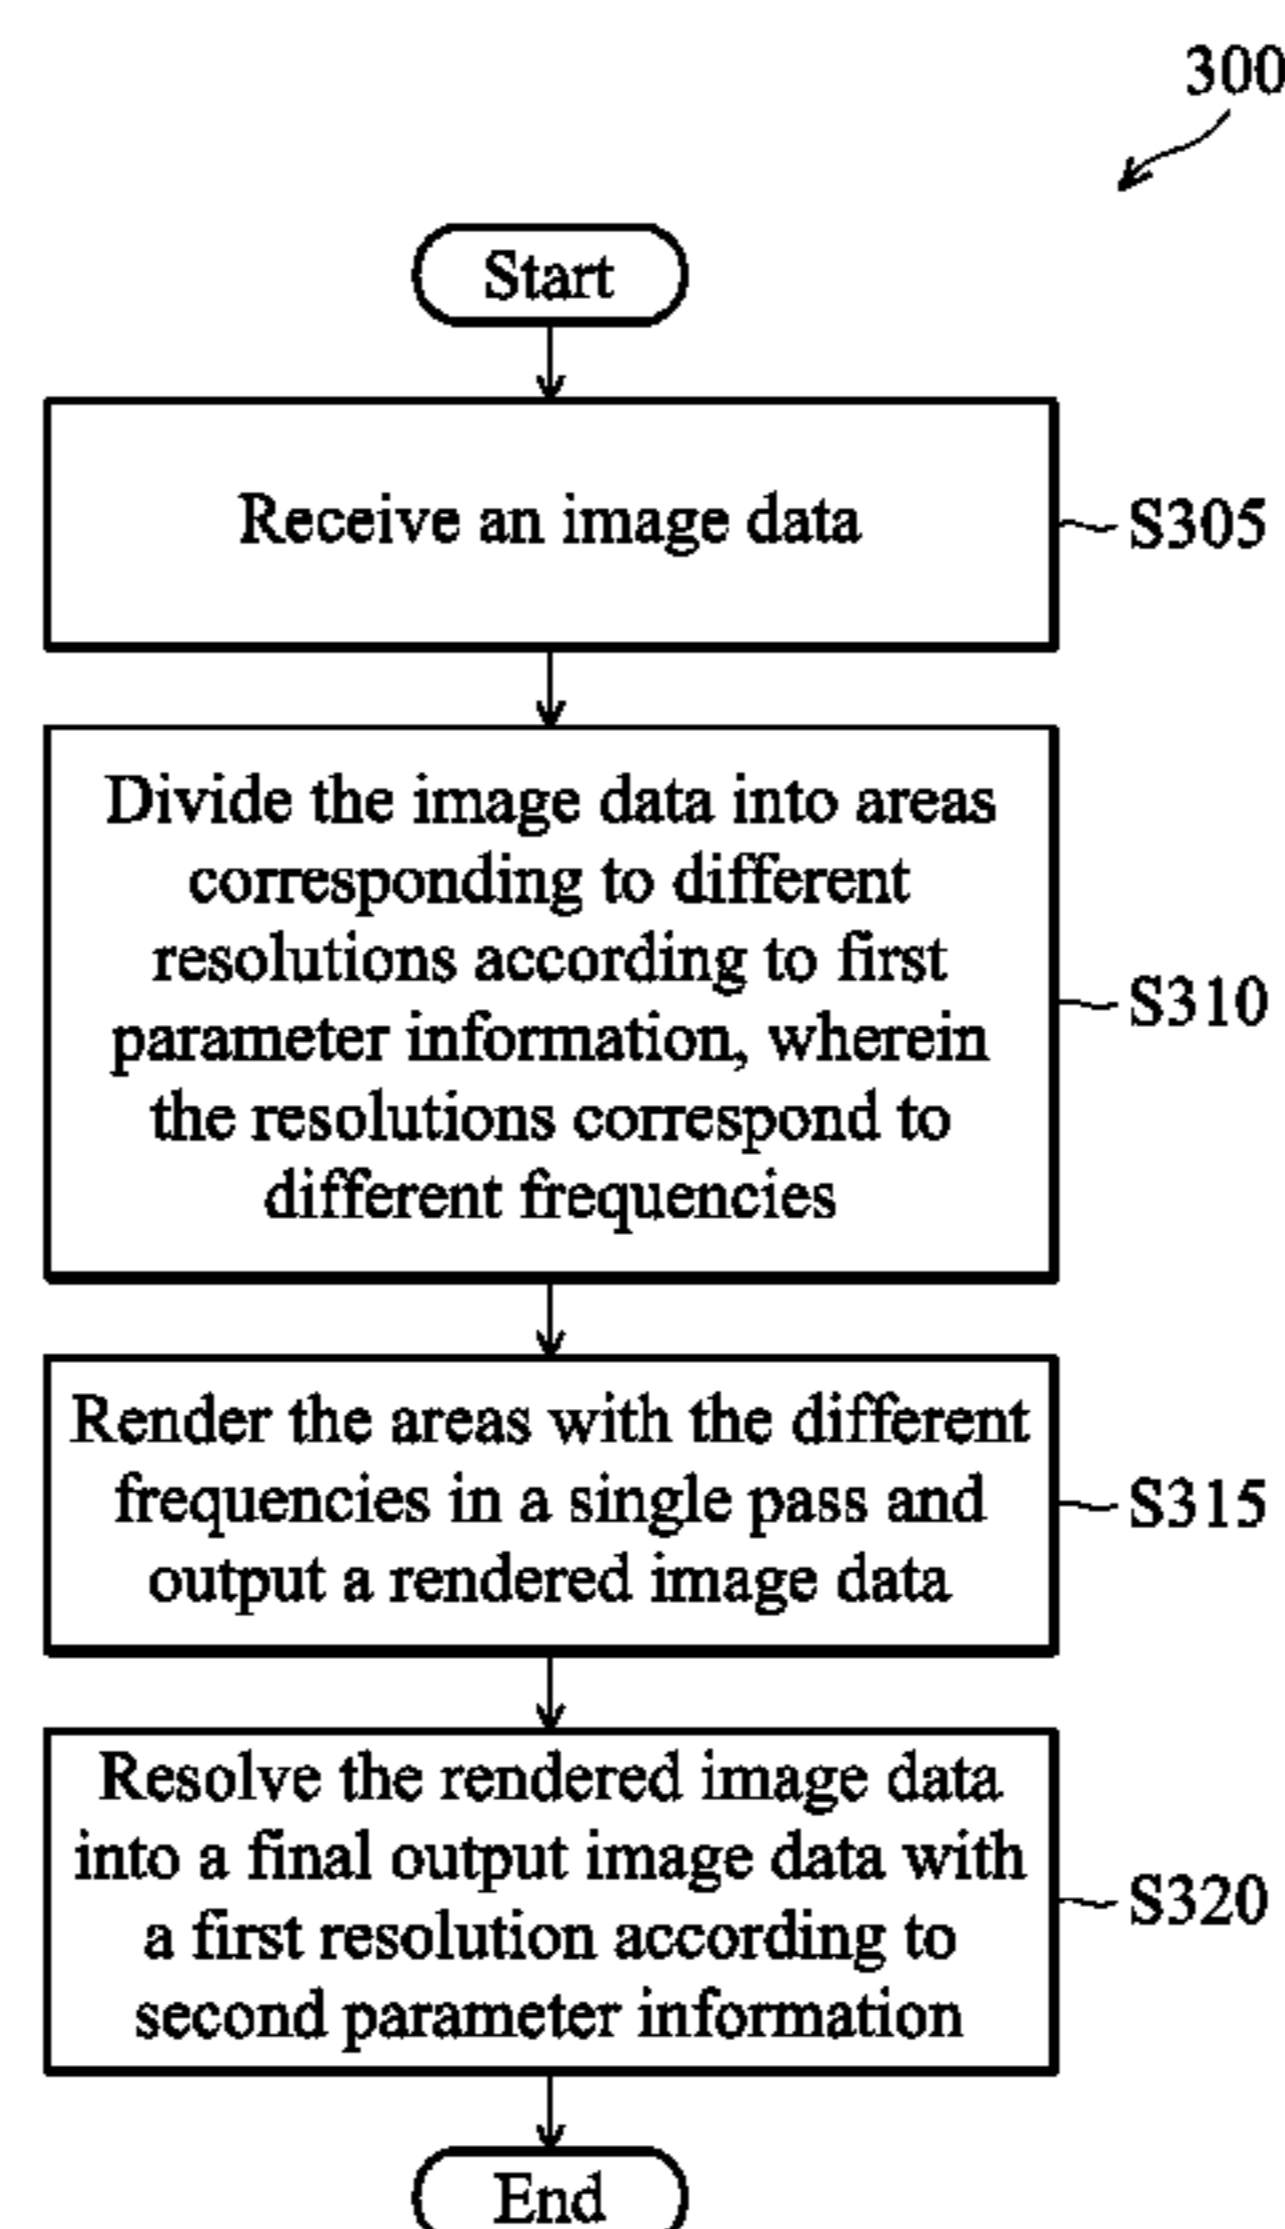 300
Start
Receive an image data
S305
Divide the image data into areas
corresponding to different
resolutions according to first
parameter information, wherein
the resolutions correspond to
different frequencies
S310
Render the areas with the different
frequencies in a single pass and
output a rendered image data
S315
Resolve the rendered image data
into a final output image data with
a first resolution according to
second parameter information
S320
End